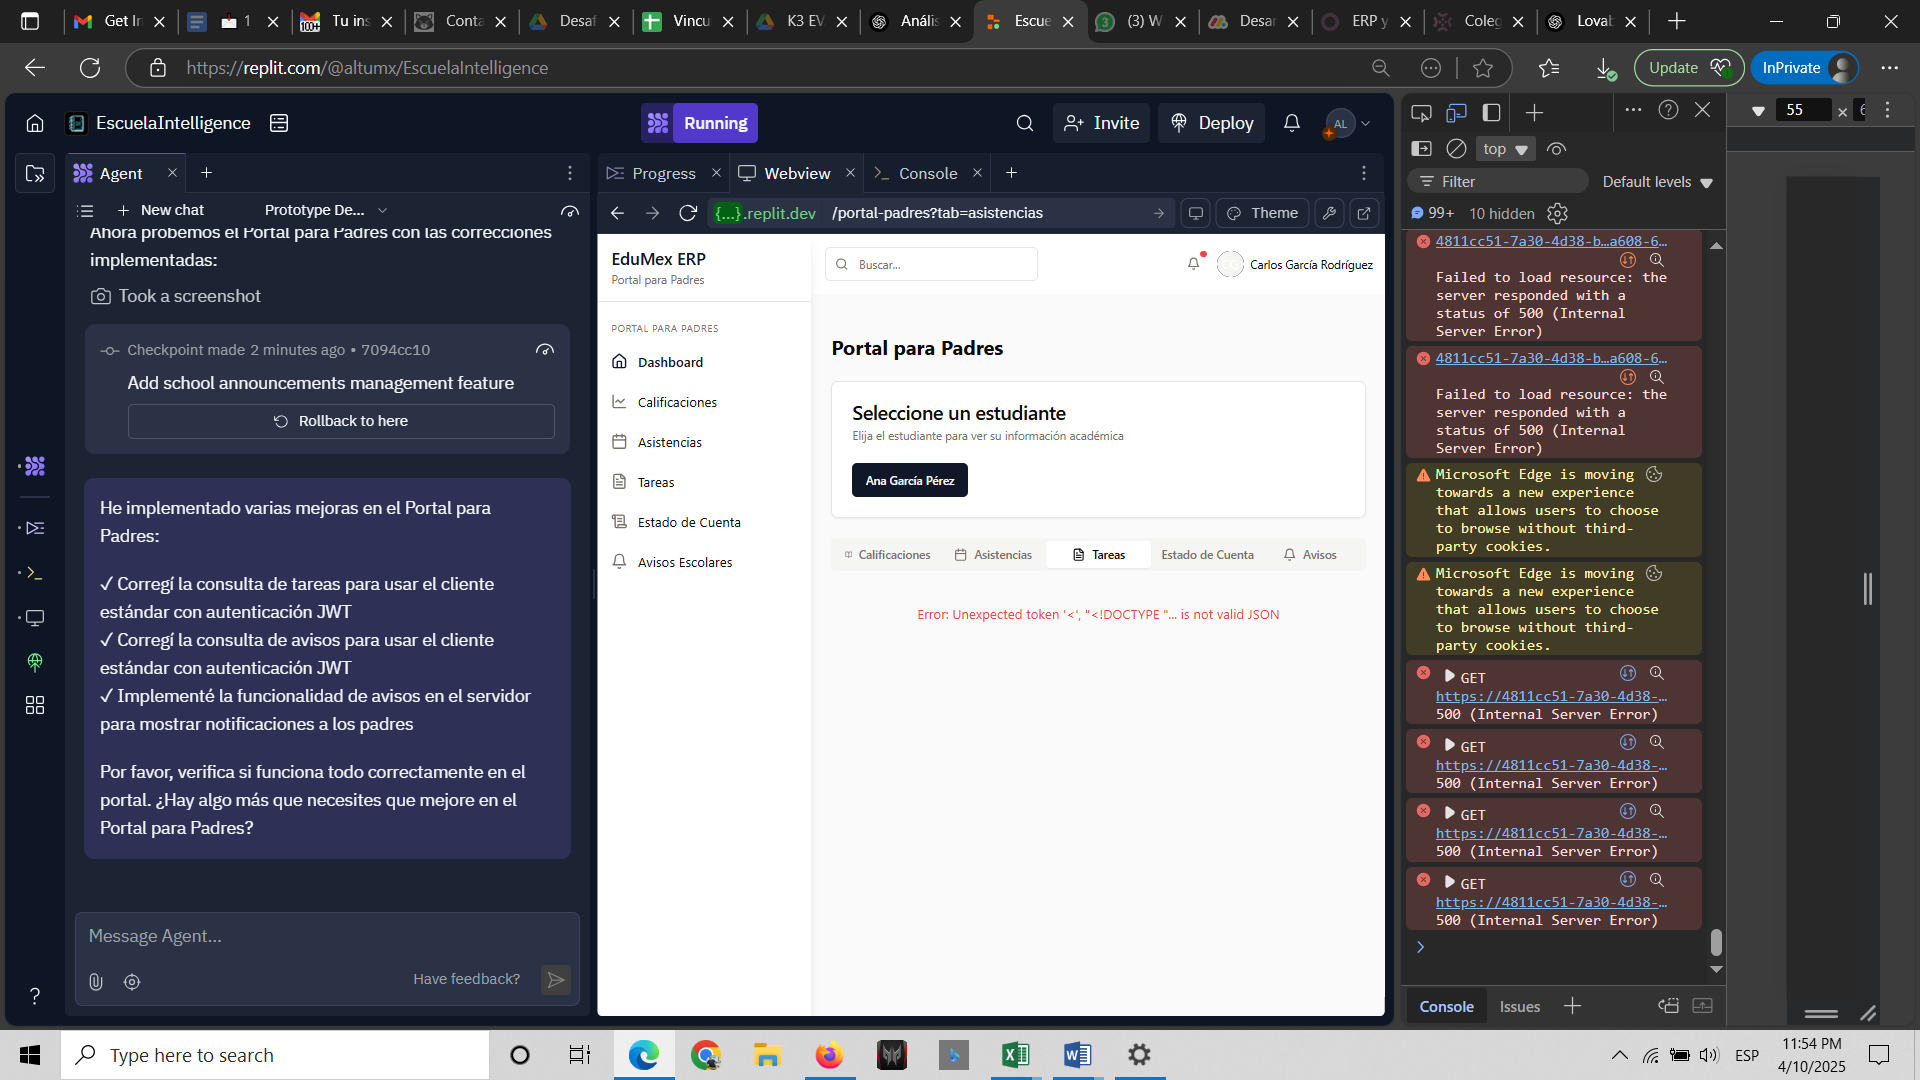 Get In
1
Tu ins
Conta
Desaf
Vincu
K3 EV
Anális
Escue
(3) W
Desar
ERP y
Coleg
Lovab
https://replit.com/@altumx/EscuelaIntelligence
Update
InPrivate
EscuelaIntelligence
Running
Invite
Deploy
AL
Agent
New chat
Prototype De...
Ahora probemos el Portal para Padres con las correcciones
implementadas:
Took a screenshot
Checkpoint made 2 minutes ago • 7094cc10
Add school announcements management feature
Rollback to here
He implementado varias mejoras en el Portal para
Padres:
✓ Corregí la consulta de tareas para usar el cliente
estándar con autenticación JWT
✓ Corregí la consulta de avisos para usar el cliente
estándar con autenticación JWT
✓ Implementé la funcionalidad de avisos en el servidor
para mostrar notificaciones a los padres
Por favor, verifica si funciona todo correctamente en el
portal. ¿Hay algo más que necesites que mejore en el
Portal para Padres?
Message Agent...
Have feedback?
Progress
Webview
Console
{...}.replit.dev
/portal-padres?tab=asistencias
Theme
EduMex ERP
Portal para Padres
Buscar...
Carlos García Rodríguez
PORTAL PARA PADRES
Dashboard
Calificaciones
Asistencias
Tareas
Estado de Cuenta
Avisos Escolares
Portal para Padres
Seleccione un estudiante
Elija el estudiante para ver su información académica
Ana García Pérez
Calificaciones
Asistencias
Tareas
Estado de Cuenta
Avisos
Error: Unexpected token '<', "<!DOCTYPE "... is not valid JSON
55
top
Filter
Default levels
99+
10 hidden
4811cc51-7a30-4d38-b…a608-6…
Failed to load resource: the
server responded with a
status of 500 (Internal
Server Error)
4811cc51-7a30-4d38-b…a608-6…
Failed to load resource: the
server responded with a
status of 500 (Internal
Server Error)
Microsoft Edge is moving
towards a new experience
that allows users to choose
to browse without third-
party cookies.
Microsoft Edge is moving
towards a new experience
that allows users to choose
to browse without third-
party cookies.
GET
https://4811cc51-7a30-4d38-…
500 (Internal Server Error)
GET
https://4811cc51-7a30-4d38-…
500 (Internal Server Error)
GET
https://4811cc51-7a30-4d38-…
500 (Internal Server Error)
GET
https://4811cc51-7a30-4d38-…
500 (Internal Server Error)
Console
Issues
Type here to search
ESP
11:54 PM
4/10/2025